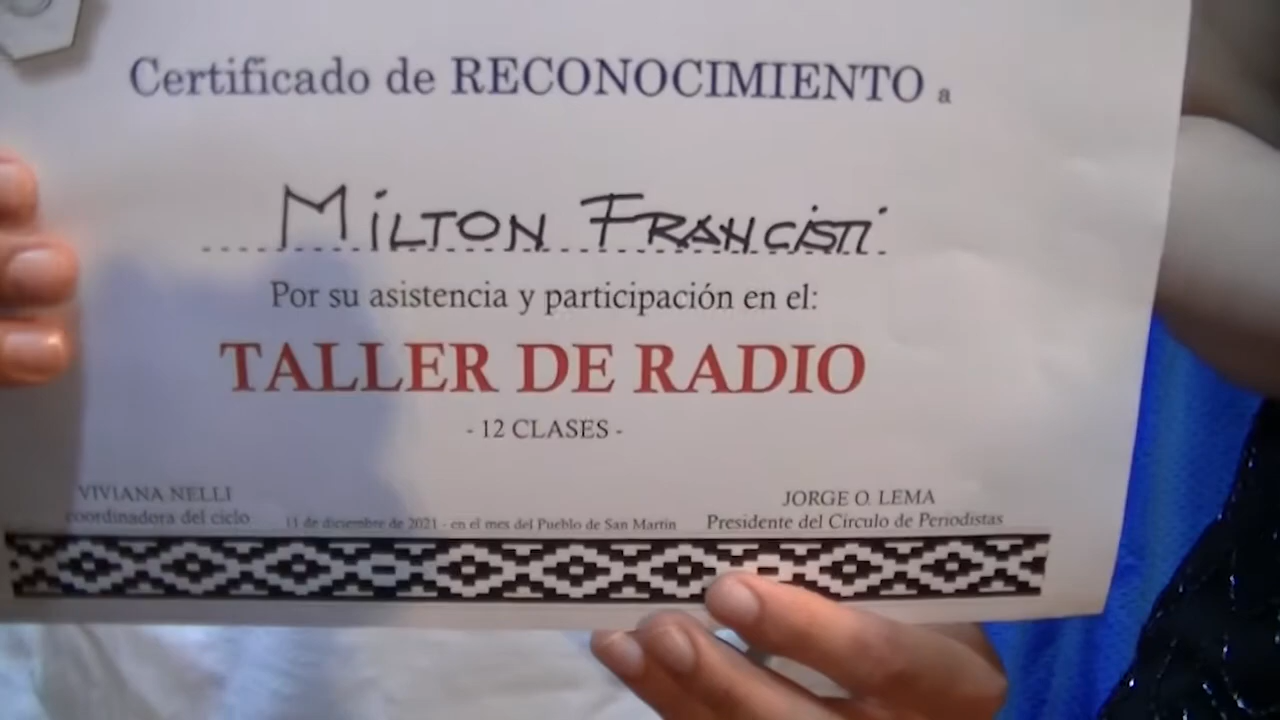 Certificado de RECONOCIMIENTO a
MiLTON FRANCiSTi
Por su asistencia y participación en el:
TALLER DE RADIO
- 12 CLASES -
VIVIANA NELLI
coordinadora del ciclo
11 de diciembre de 2021 - en el mes del Pueblo de San Martín
JORGE O. LEMA
Presidente del Círculo de Periodistas